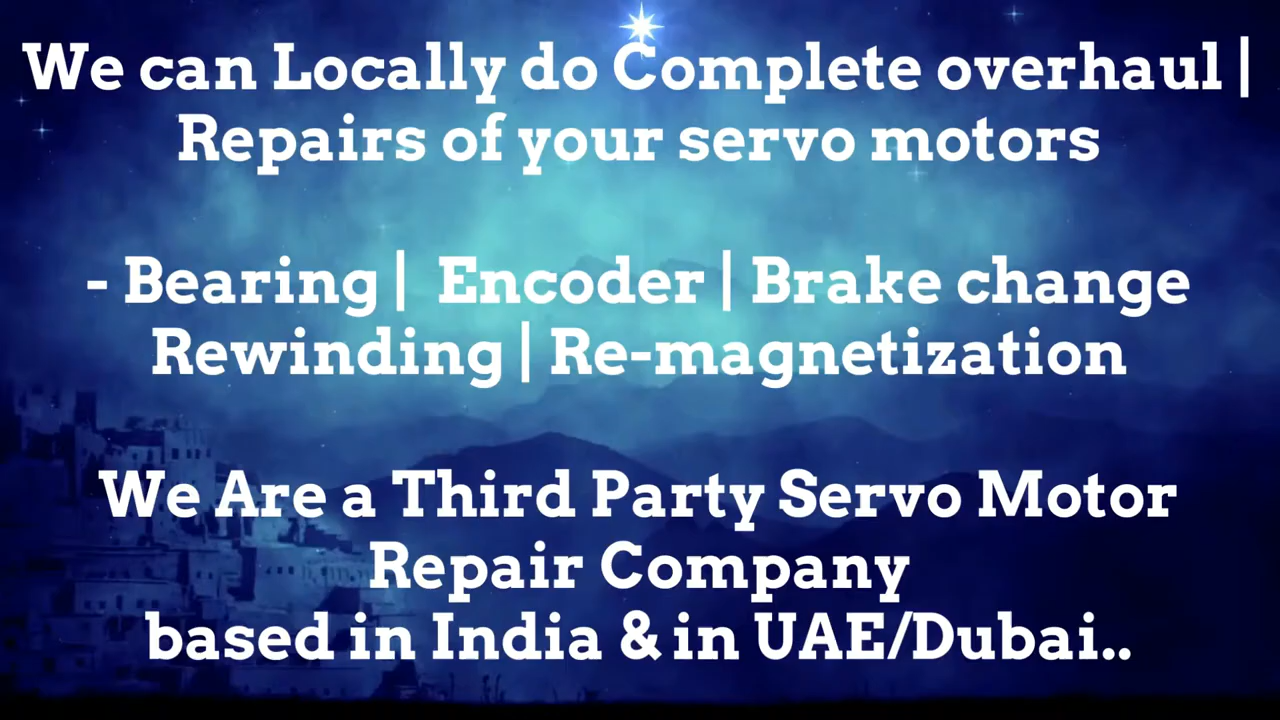 We can Locally do Complete overhaul |
Repairs of your servo motors
- Bearing | Encoder | Brake change
Rewinding | Re-magnetization
We Are a Third Party Servo Motor
Repair Company
based in India & in UAE/Dubai..